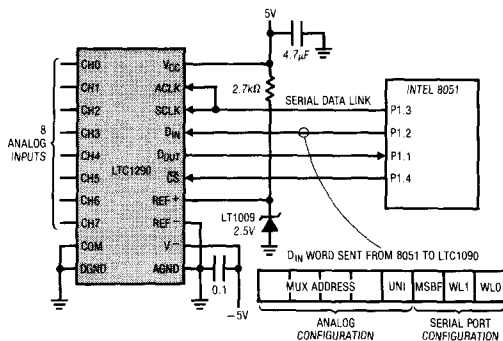 5V
4.7µF
CH0
VDC
CH1
ACLK
2.7kΩ
INTEL 8051
CH2
SCLK
SERIAL DATA LINK
P1.3
8
ANALOG
INPUTS
CH3
DIN
P1.2
CH4
LTC1290
DOUT
P1.1
CH5
CS
P1.4
CH6
REF+
CH7
REF−
LT1009
2.5V
COM
V−
DGND
AGND
0.1
−5V
DIN WORD SENT FROM 8051 TO LTC1090
MUX ADDRESS
UNI
MSBF
WL1
WL0
ANALOG
CONFIGURATION
SERIAL PORT
CONFIGURATION